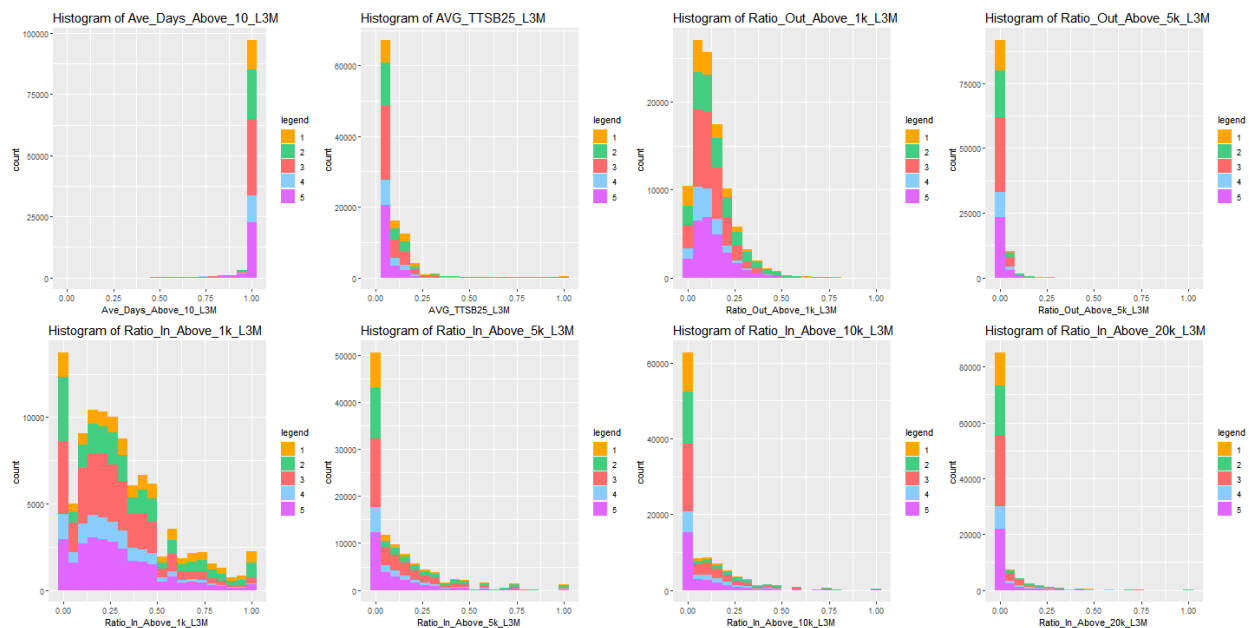 Histogram of Ave_Days_Above_10_L3M
100000
75000
50000
25000
0
count
0.00 0.25 0.50 0.75 1.00
Ave_Days_Above_10_L3M
legend
1
2
3
4
5
Histogram of AVG_TTSB25_L3M
60000
40000
20000
0
count
0.00 0.25 0.50 0.75 1.00
AVG_TTSB25_L3M
legend
1
2
3
4
5
Histogram of Ratio_Out_Above_1k_L3M
20000
10000
0
count
0.00 0.25 0.50 0.75 1.00
Ratio_Out_Above_1k_L3M
legend
1
2
3
4
5
Histogram of Ratio_Out_Above_5k_L3M
75000
50000
25000
0
count
0.00 0.25 0.50 0.75 1.00
Ratio_Out_Above_5k_L3M
legend
1
2
3
4
5
Histogram of Ratio_In_Above_1k_L3M
10000
5000
0
count
0.00 0.25 0.50 0.75 1.00
Ratio_In_Above_1k_L3M
legend
1
2
3
4
5
Histogram of Ratio_In_Above_5k_L3M
50000
40000
30000
20000
10000
0
count
0.00 0.25 0.50 0.75 1.00
Ratio_In_Above_5k_L3M
legend
1
2
3
4
5
Histogram of Ratio_In_Above_10k_L3M
60000
40000
20000
0
count
0.00 0.25 0.50 0.75 1.00
Ratio_In_Above_10k_L3M
legend
1
2
3
4
5
Histogram of Ratio_In_Above_20k_L3M
80000
60000
40000
20000
0
count
0.00 0.25 0.50 0.75 1.00
Ratio_In_Above_20k_L3M
legend
1
2
3
4
5